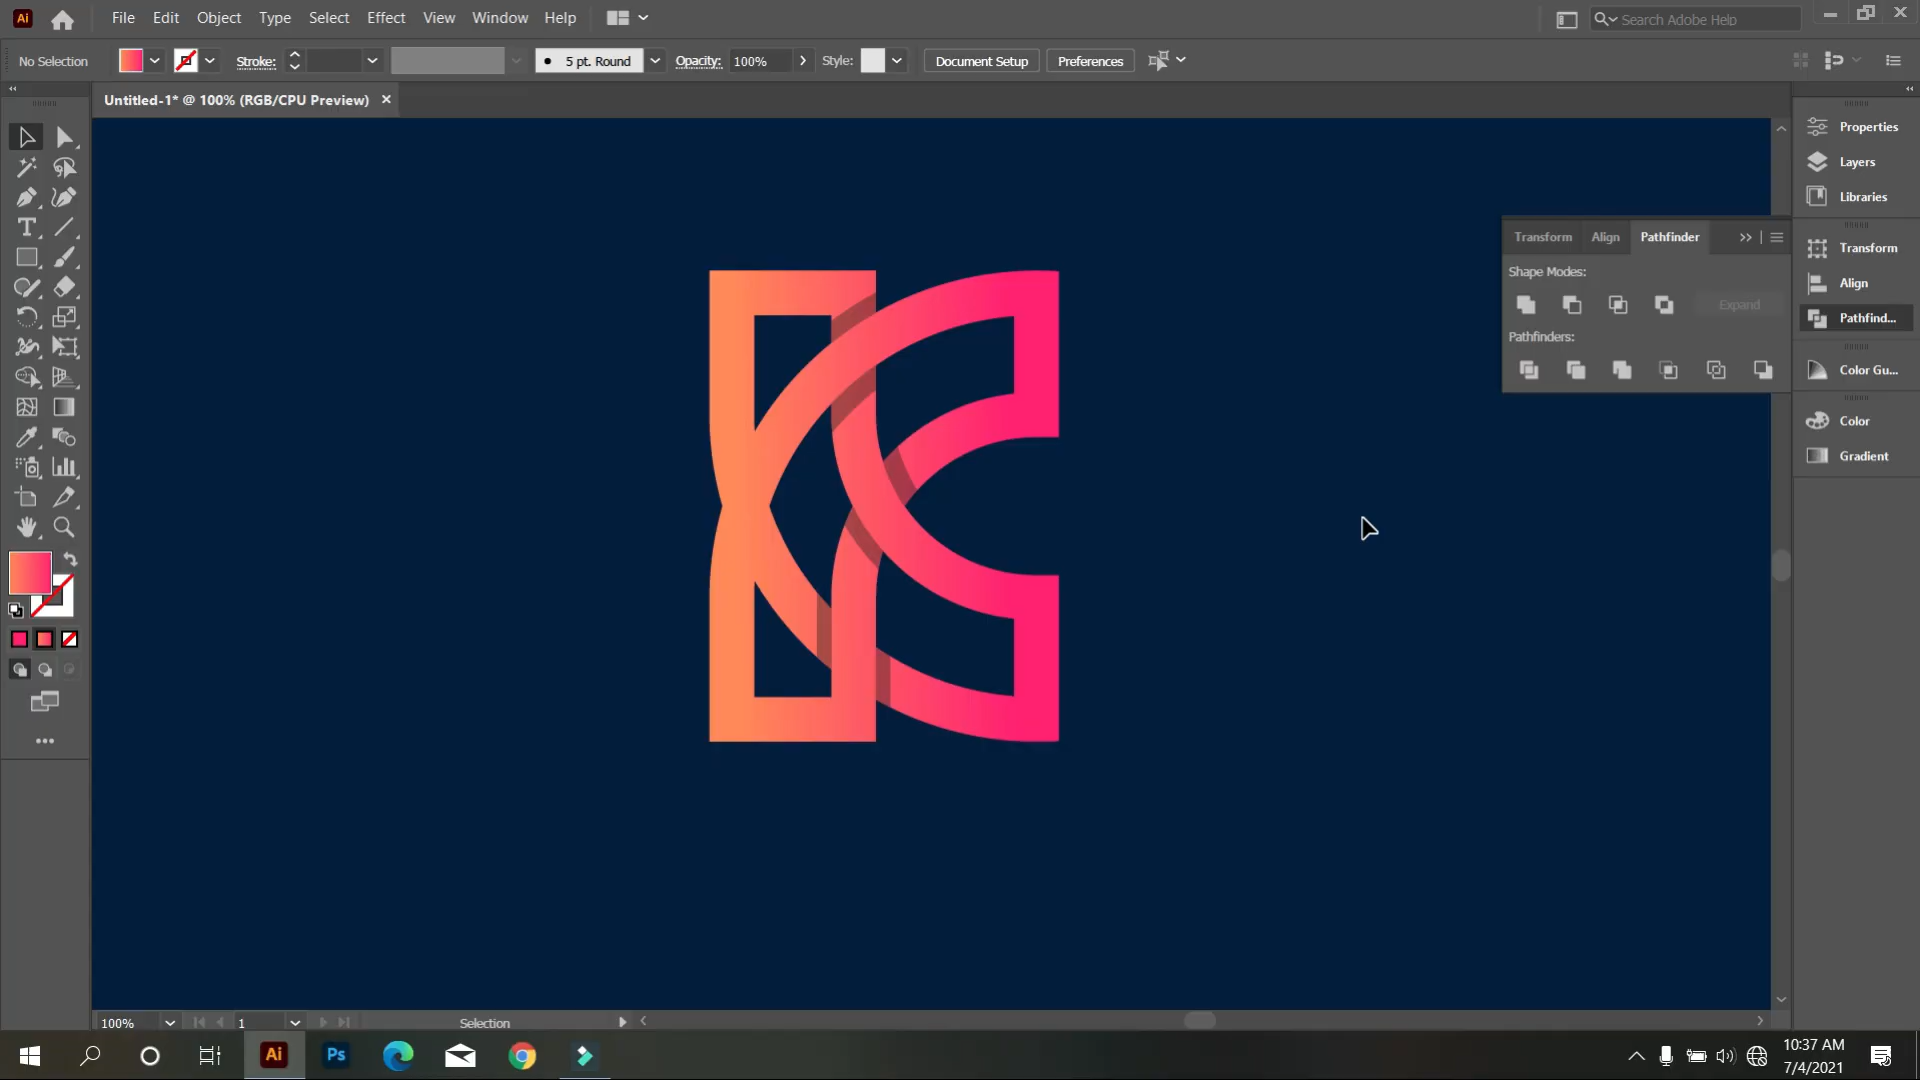 Ai
File Edit Object Type Select Effect View Window Help
Search Adobe Help
No Selection
Stroke:
5 pt. Round
Opacity: 100%
Style:
Document Setup
Preferences
Untitled-1* @ 100% (RGB/CPU Preview)
Properties
Layers
Libraries
Transform Align Pathfinder
Shape Modes:
Expand
Pathfinders:
Transform
Align
Pathfind...
Color Gu...
Color
Gradient
100%
1
Selection
Ai
Ps
10:37 AM
7/4/2021